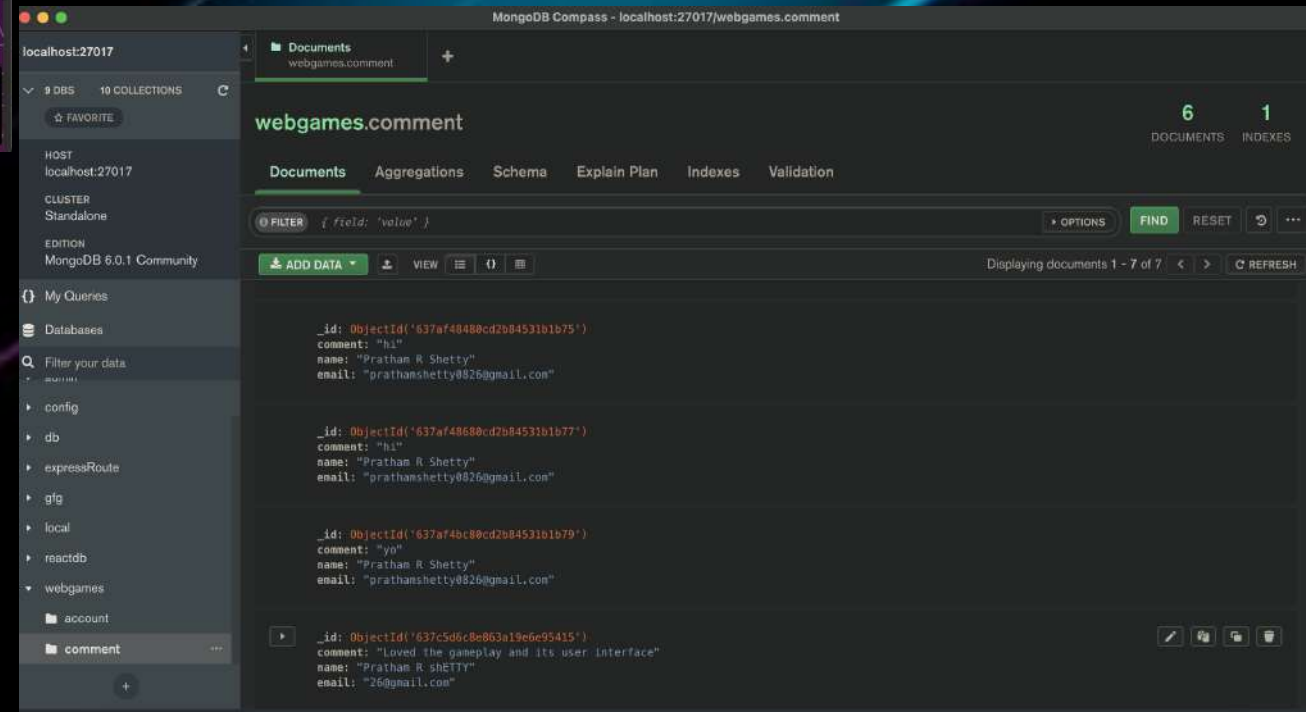 MongoDB Compass - localhost:27017/webgames.comment
localhost:27017
9 DBS 10 COLLECTIONS
FAVORITE
HOST
localhost:27017
CLUSTER
Standalone
EDITION
MongoDB 6.0.1 Community
{} My Queries
Databases
Filter your data
admin
config
db
expressRoute
gfg
local
reactdb
webgames
account
comment
Documents
webgames.comment
webgames.comment
6 DOCUMENTS 1 INDEXES
Documents Aggregations Schema Explain Plan Indexes Validation
FILTER { field: 'value' } OPTIONS FIND RESET
ADD DATA VIEW {} Displaying documents 1 - 7 of 7 < > REFRESH
_id: ObjectId('637af48480cd2b84531b1b75')
comment: "hi"
name: "Pratham R Shetty"
email: "prathamshetty0826@gmail.com"
_id: ObjectId('637af48680cd2b84531b1b77')
comment: "hi"
name: "Pratham R Shetty"
email: "prathamshetty0826@gmail.com"
_id: ObjectId('637af4bc80cd2b84531b1b79')
comment: "yo"
name: "Pratham R Shetty"
email: "prathamshetty0826@gmail.com"
_id: ObjectId('637c5d6c8e863a19e6e95415')
comment: "Loved the gameplay and its user interface"
name: "Pratham R shETTY"
email: "26@gmail.com"